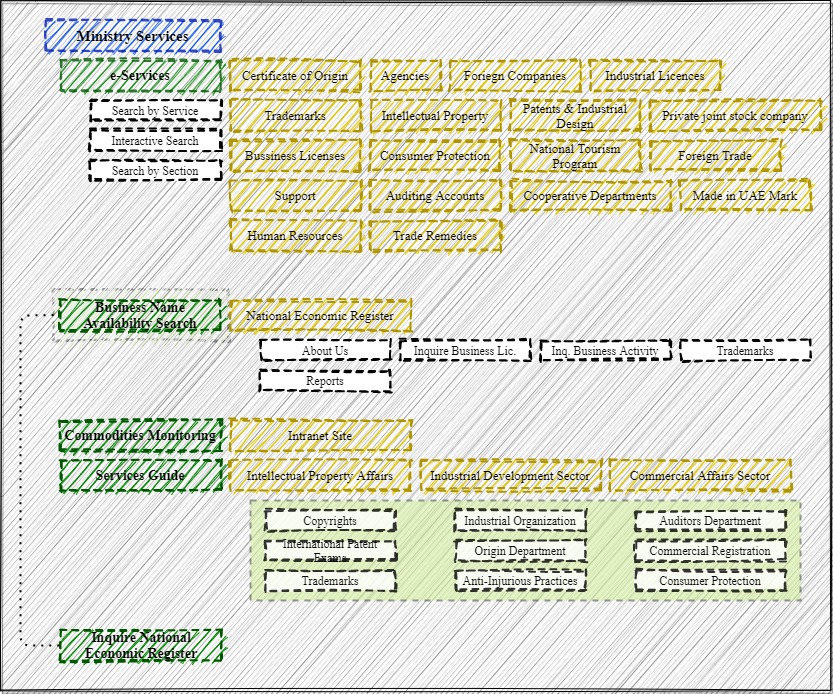 Ministry Services
e-Services
Certificate of Origin
Agencies
Foriegn Companies
Industrial Licences
Search by Service
Trademarks
Intellectual Property
Patents & Industrial
Design
Private joint stock company
Interactive Search
Bussiness Licenses
Consumer Protection
National Tourism
Program
Foreign Trade
Search by Section
Support
Auditing Accounts
Cooperative Departments
Made in UAE Mark
Human Resources
Trade Remedies
Business Name
Availability Search
National Economic Register
About Us
Inquire Business Lic.
Inq. Business Activity
Trademarks
Reports
Commodities Monitoring
Intranet Site
Services Guide
Intellectual Property Affairs
Industrial Development Sector
Commercial Affairs Sector
Copyrights
Industrial Organization
Auditors Department
International Patent
Exams
Origin Department
Commercial Registration
Trademarks
Anti-Injurious Practices
Consumer Protection
Inquire National
Economic Register